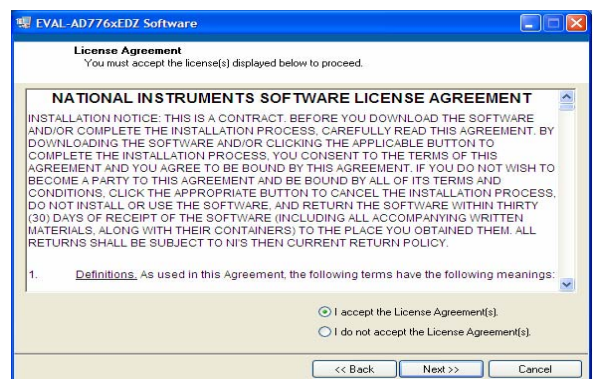 EVAL-AD776xEDZ Software
License Agreement
You must accept the license(s) displayed below to proceed.
NATIONAL INSTRUMENTS SOFTWARE LICENSE AGREEMENT
INSTALLATION NOTICE: THIS IS A CONTRACT. BEFORE YOU DOWNLOAD THE SOFTWARE
AND/OR COMPLETE THE INSTALLATION PROCESS, CAREFULLY READ THIS AGREEMENT. BY
DOWNLOADING THE SOFTWARE AND/OR CLICKING THE APPLICABLE BUTTON TO
COMPLETE THE INSTALLATION PROCESS, YOU CONSENT TO THE TERMS OF THIS
AGREEMENT AND YOU AGREE TO BE BOUND BY THIS AGREEMENT. IF YOU DO NOT WISH TO
BECOME A PARTY TO THIS AGREEMENT AND BE BOUND BY ALL OF ITS TERMS AND
CONDITIONS, CLICK THE APPROPRIATE BUTTON TO CANCEL THE INSTALLATION PROCESS,
DO NOT INSTALL OR USE THE SOFTWARE, AND RETURN THE SOFTWARE WITHIN THIRTY
(30) DAYS OF RECEIPT OF THE SOFTWARE (INCLUDING ALL ACCOMPANYING WRITTEN
MATERIALS, ALONG WITH THEIR CONTAINERS) TO THE PLACE YOU OBTAINED THEM. ALL
RETURNS SHALL BE SUBJECT TO NI'S THEN CURRENT RETURN POLICY.
1. Definitions. As used in this Agreement, the following terms have the following meanings:
I accept the License Agreement(s).
I do not accept the License Agreement(s).
<< Back Next >> Cancel